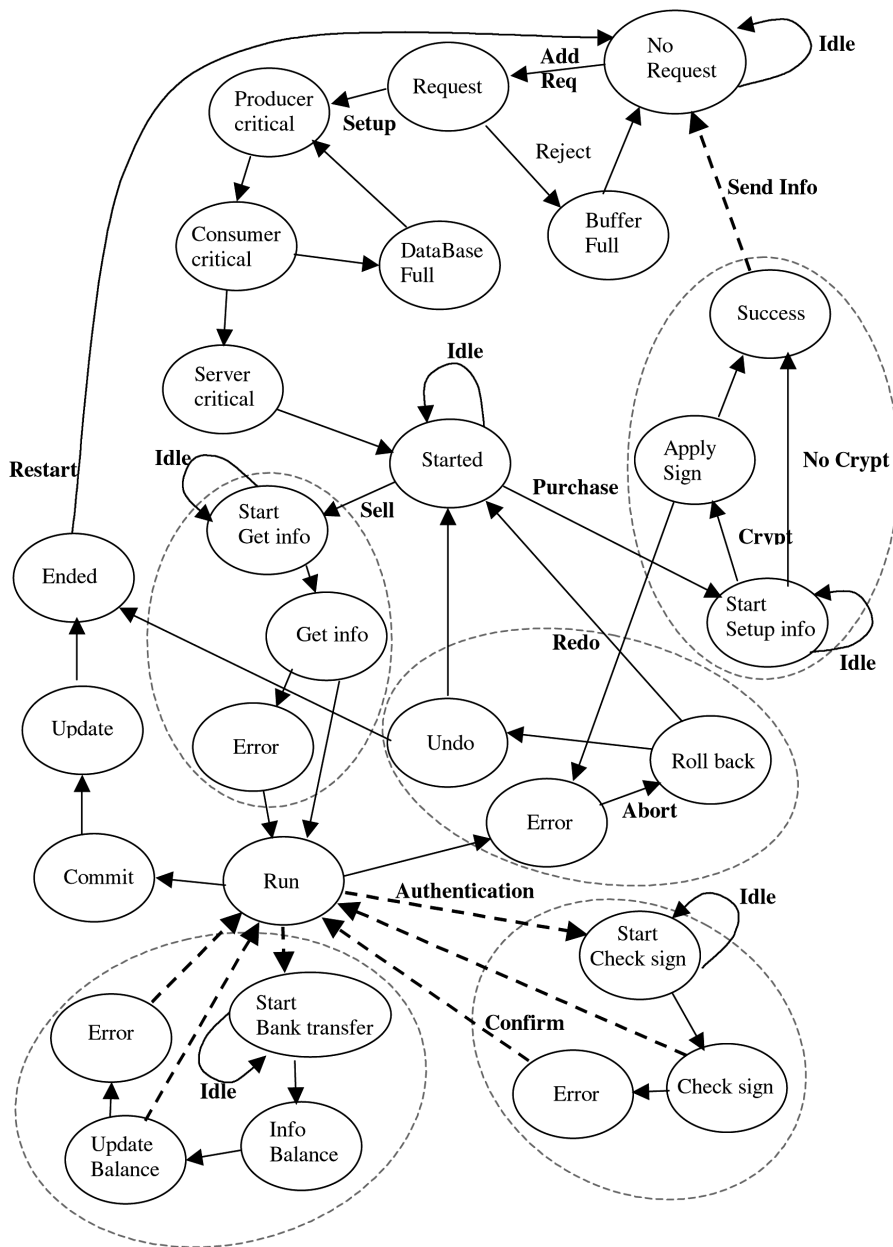 No
Request
Idle
Add
Req
Request
Setup
Producer
critical
Reject
Send Info
Buffer
Full
Consumer
critical
DataBase
Full
Success
Server
critical
Idle
Started
Apply
Sign
No Crypt
Restart
Idle
Purchase
Sell
Start
Get info
Crypt
Ended
Start
Setup info
Get info
Redo
Idle
Update
Error
Undo
Roll back
Abort
Error
Commit
Run
Authentication
Idle
Start
Check sign
Start
Bank transfer
Error
Confirm
Idle
Check sign
Error
Info
Balance
Update
Balance